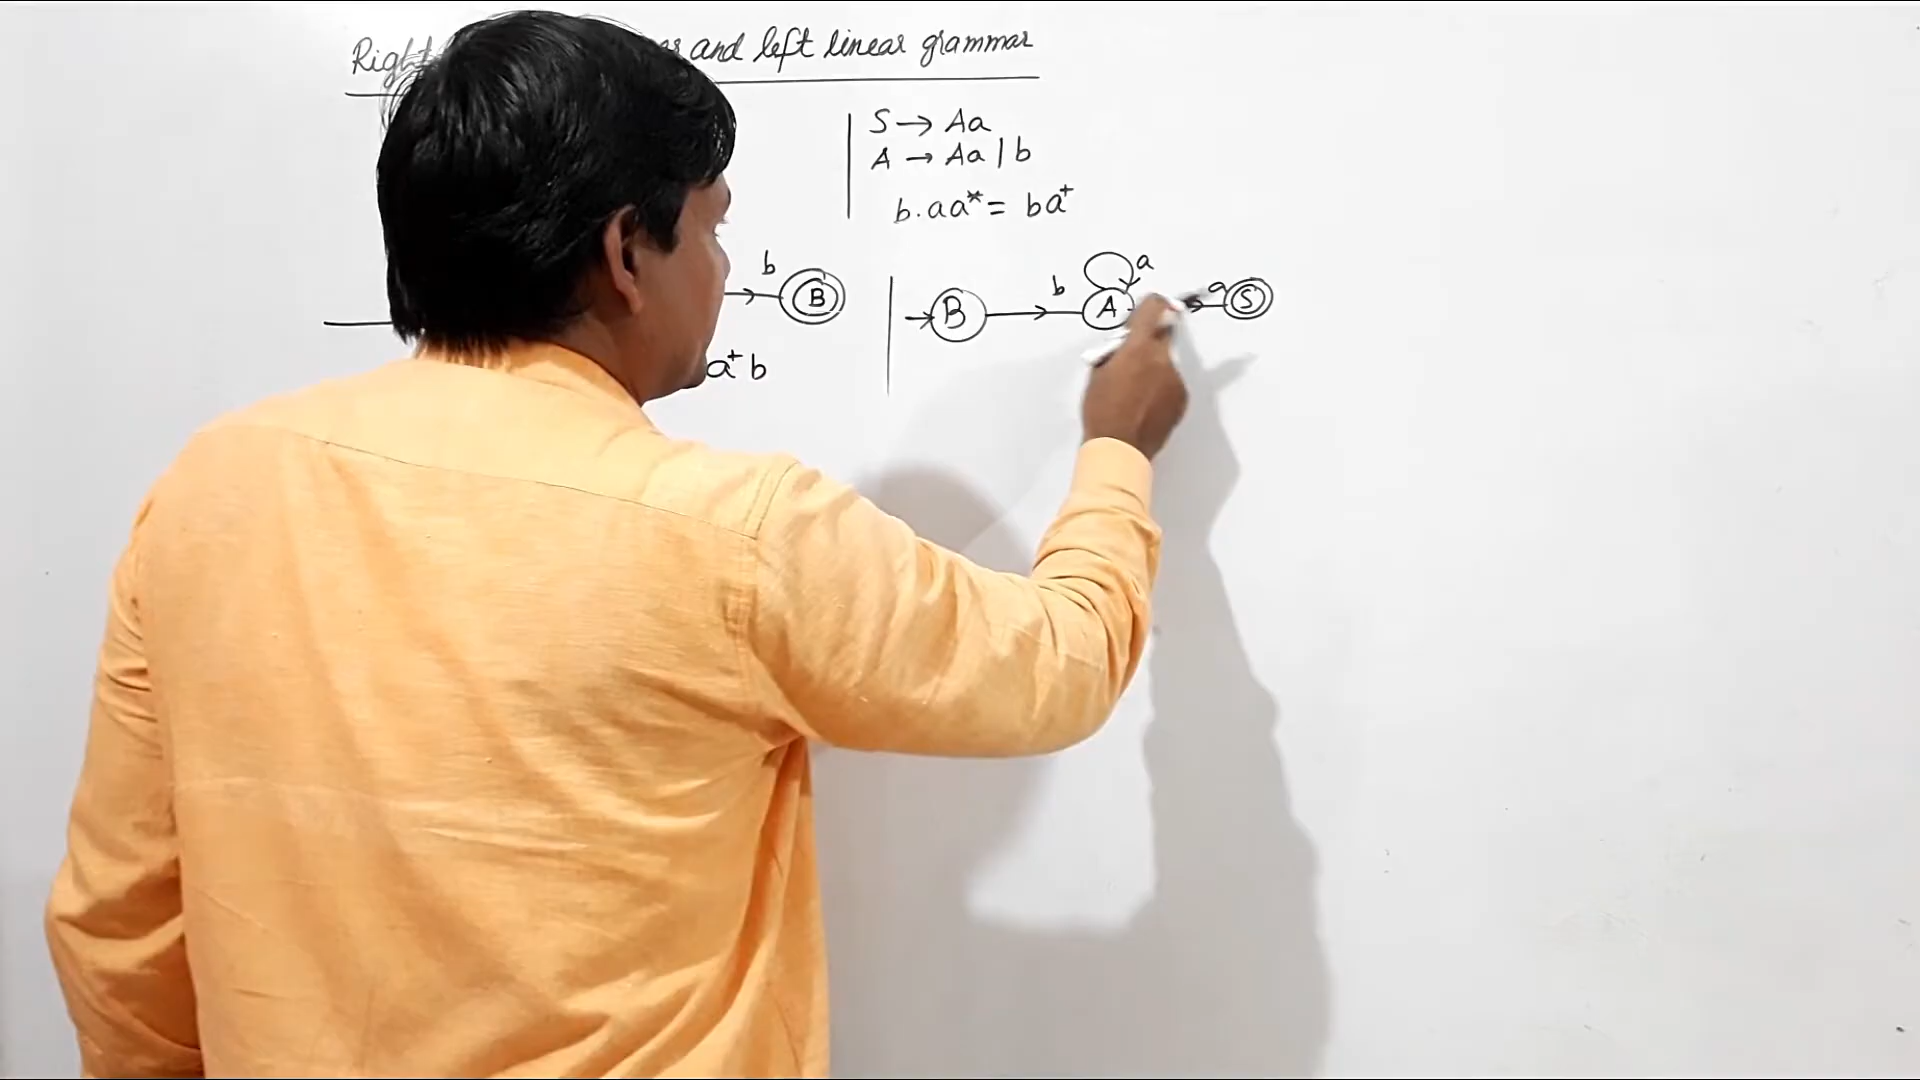 Right and left linear grammar
S → Aa
A → Aa | b
b.aa* = ba⁺
b B
B b A a a S
a⁺b